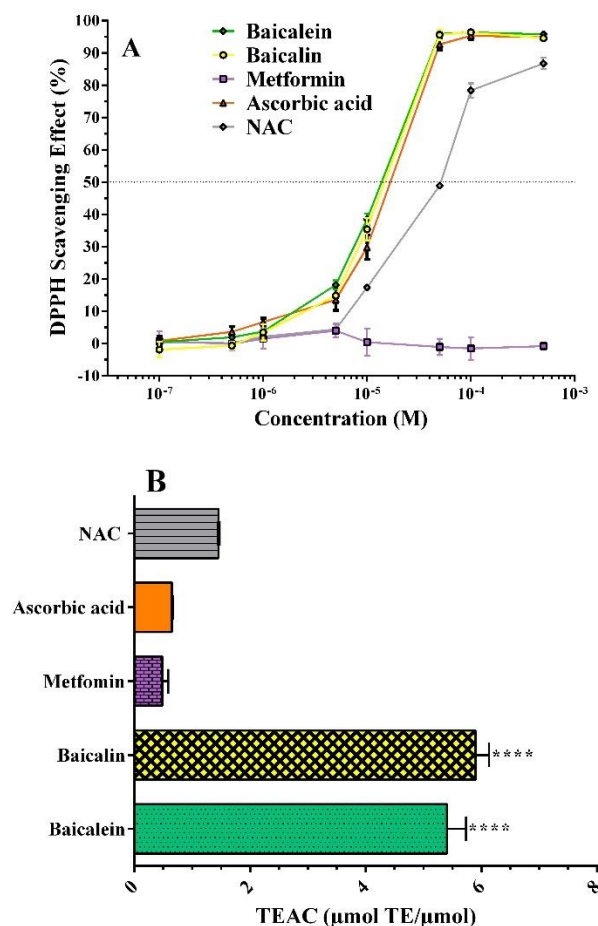 A
Baicalein
Baicalin
Metformin
Ascorbic acid
NAC
DPPH Scavenging Effect (%)
100
90
80
70
60
50
40
30
20
10
0
-10
10⁻⁷
10⁻⁶
10⁻⁵
10⁻⁴
10⁻³
Concentration (M)
B
NAC
Ascorbic acid
Metfomin
Baicalin
****
Baicalein
****
0
2
4
6
8
TEAC (μmol TE/μmol)